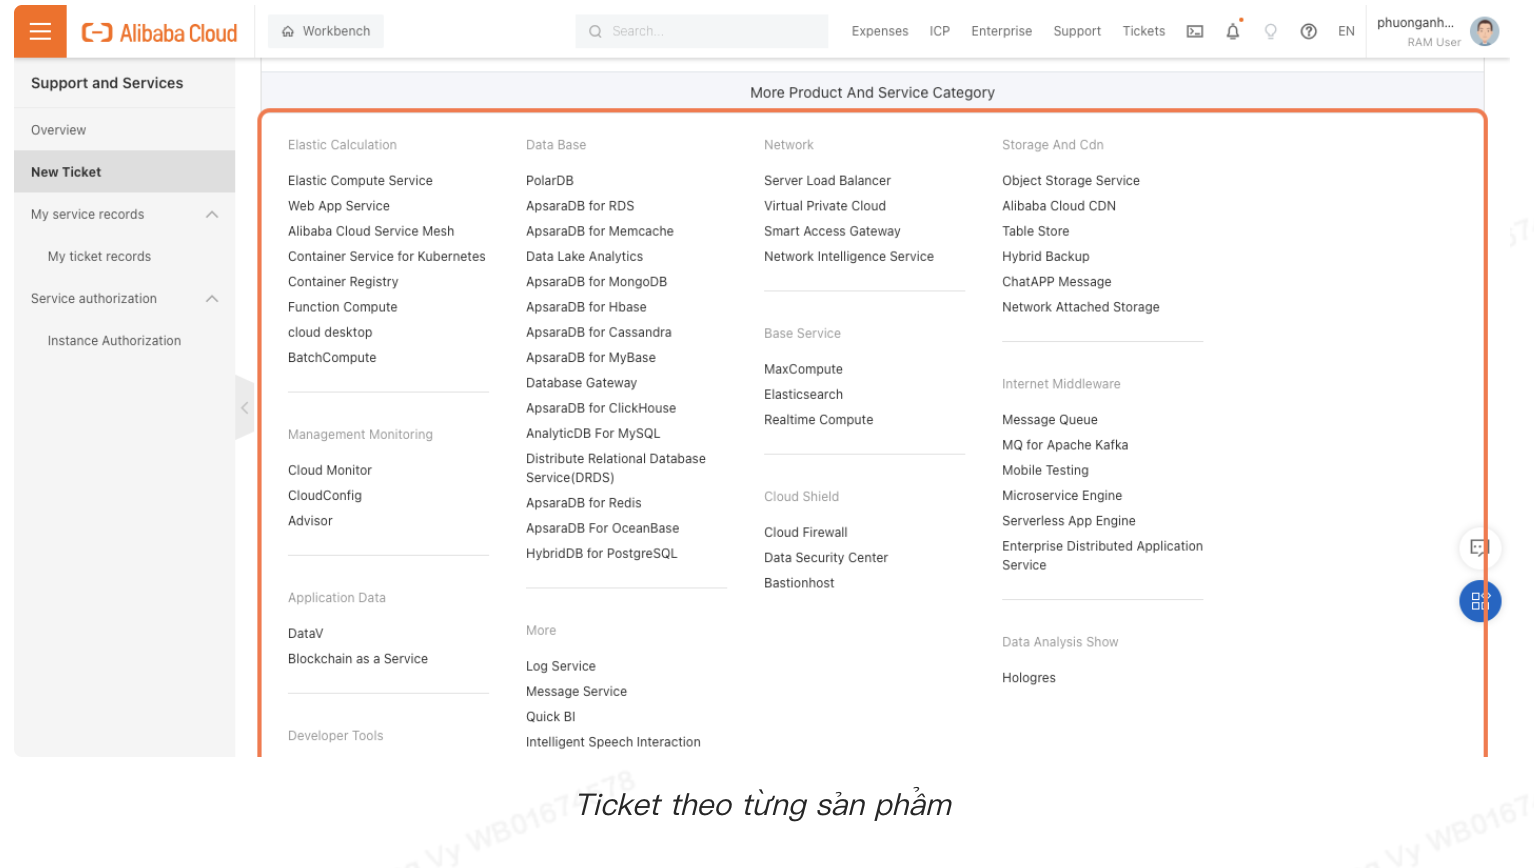 Alibaba Cloud
Workbench
Search...
Expenses
ICP
Enterprise
Support
Tickets
EN
phuonganh...
RAM User
Support and Services
Overview
New Ticket
My service records
My ticket records
Service authorization
Instance Authorization
More Product And Service Category
Elastic Calculation
Elastic Compute Service
Web App Service
Alibaba Cloud Service Mesh
Container Service for Kubernetes
Container Registry
Function Compute
cloud desktop
BatchCompute
Management Monitoring
Cloud Monitor
CloudConfig
Advisor
Application Data
DataV
Blockchain as a Service
Developer Tools
Data Base
PolarDB
ApsaraDB for RDS
ApsaraDB for Memcache
Data Lake Analytics
ApsaraDB for MongoDB
ApsaraDB for Hbase
ApsaraDB for Cassandra
ApsaraDB for MyBase
Database Gateway
ApsaraDB for ClickHouse
AnalyticDB For MySQL
Distribute Relational Database
Service(DRDS)
ApsaraDB for Redis
ApsaraDB For OceanBase
HybridDB for PostgreSQL
More
Log Service
Message Service
Quick BI
Intelligent Speech Interaction
Network
Server Load Balancer
Virtual Private Cloud
Smart Access Gateway
Network Intelligence Service
Base Service
MaxCompute
Elasticsearch
Realtime Compute
Cloud Shield
Cloud Firewall
Data Security Center
Bastionhost
Storage And Cdn
Object Storage Service
Alibaba Cloud CDN
Table Store
Hybrid Backup
ChatAPP Message
Network Attached Storage
Internet Middleware
Message Queue
MQ for Apache Kafka
Mobile Testing
Microservice Engine
Serverless App Engine
Enterprise Distributed Application
Service
Data Analysis Show
Hologres
Ticket theo từng sản phẩm
Vy WB01674578
Vy WB0167